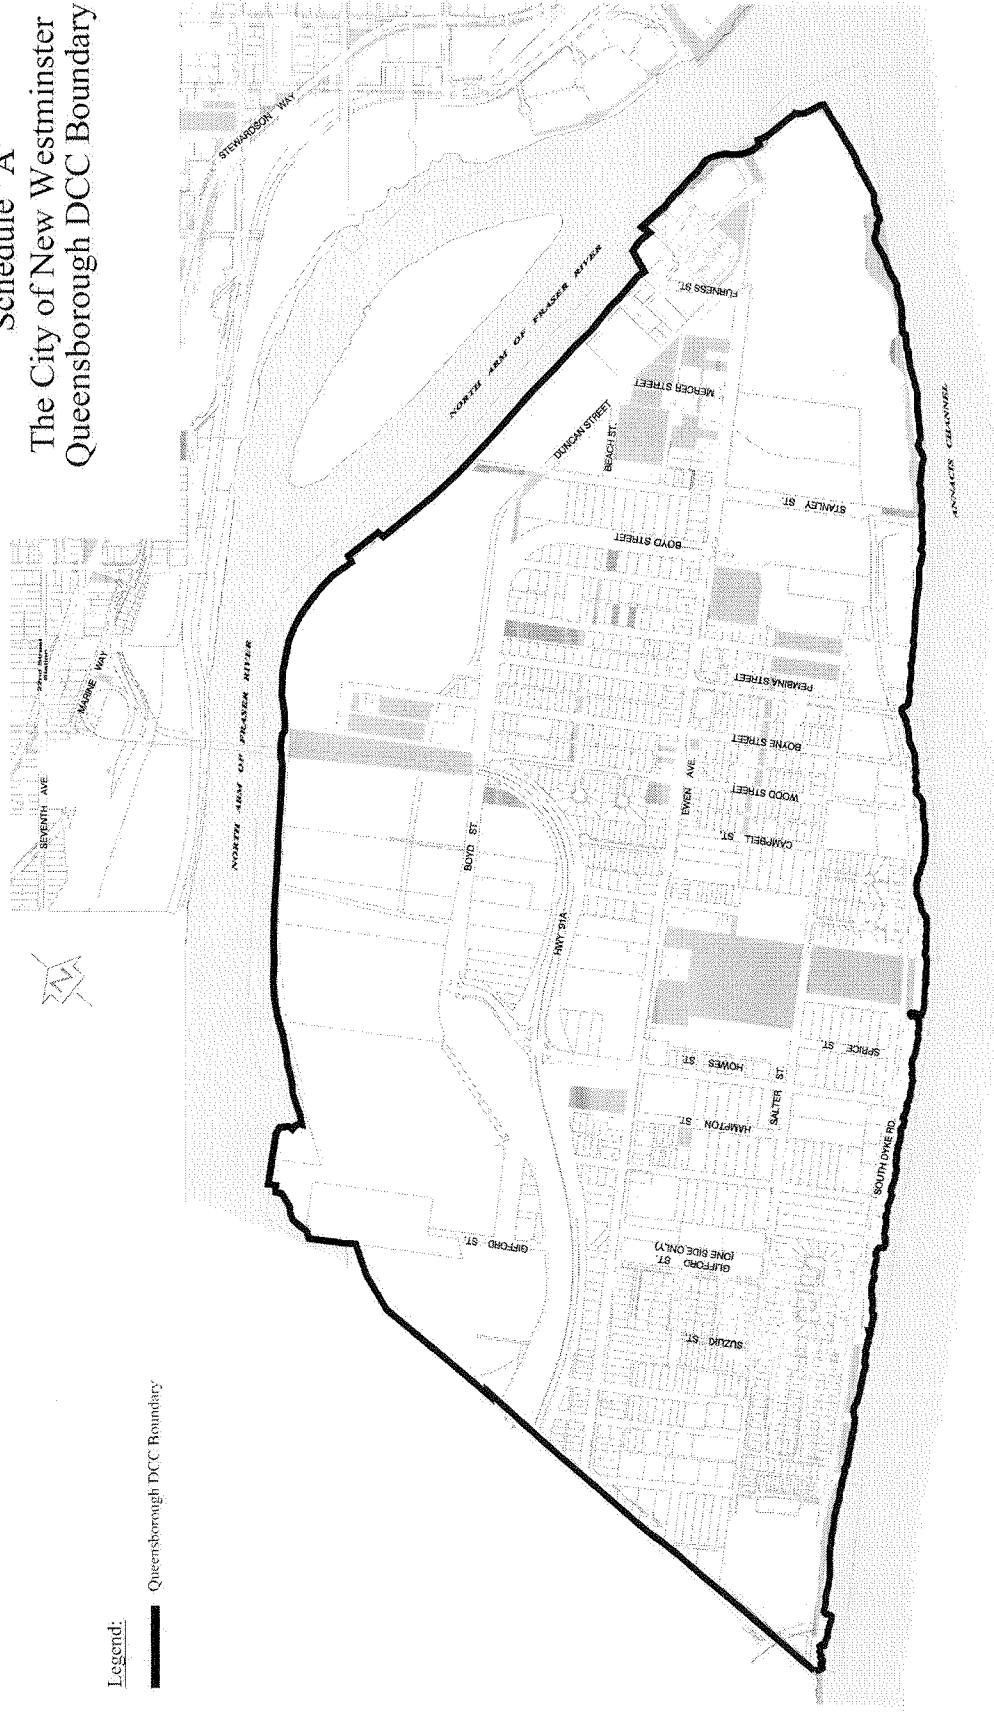 Schedule "A"
The City of New Westminster
Queensborough DCC Boundary
Legend:
Queensborough DCC Boundary
STEWARDSON WAY
22nd Street
Station
MARINE WAY
SEVENTH AVE.
NORTH ARM OF FRASER RIVER
NORTH ARM OF FRASER RIVER
FURNESS ST.
MERCER STREET
DUNCAN STREET
BEACH ST.
STANLEY ST.
BOYD STREET
ANNACIS CHANNEL
PEMBINA STREET
BOYNE STREET
WOOD STREET
EWEN AVE.
CAMPBELL ST.
BOYD ST
HWY 91A
SPRICE ST.
HOWES ST.
SALTER ST.
HAMPTON ST.
SOUTH DYKE RD.
GIFFORD ST.
GLIFFORD ST.
(ONE SIDE ONLY)
SUZUKI ST.
N